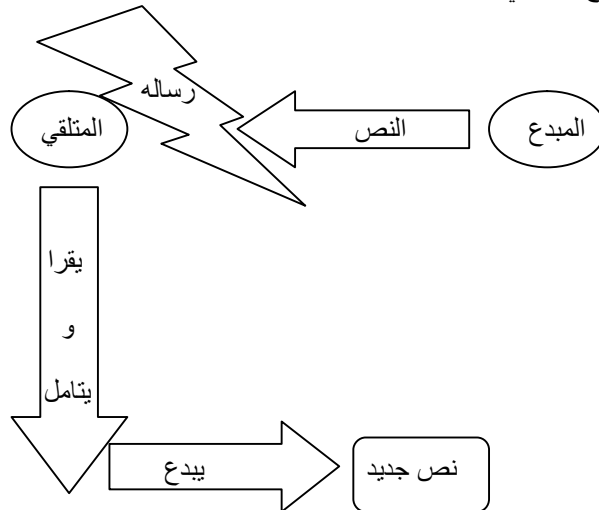 المبدع
النص
رساله
المتلقي
يقرا
و
يتامل
يبدع
نص جديد